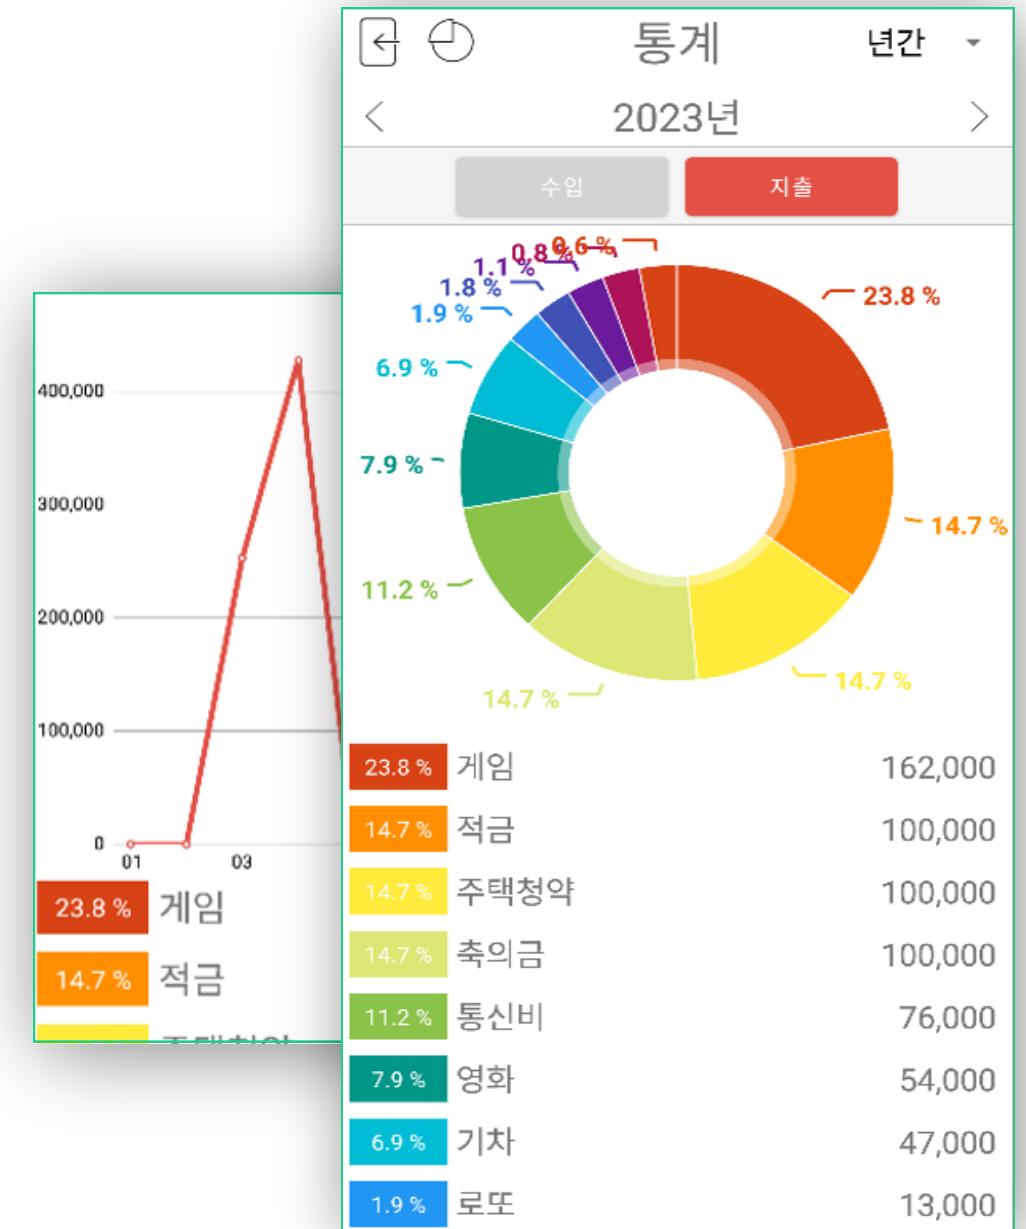 통계 년간
2023년
수입 지출
0.6 %
0.8 %
1.1 %
1.8 %
1.9 %
6.9 %
7.9 %
11.2 %
14.7 %
23.8 %
14.7 %
14.7 %
23.8 % 게임 162,000
14.7 % 적금 100,000
14.7 % 주택청약 100,000
14.7 % 축의금 100,000
11.2 % 통신비 76,000
7.9 % 영화 54,000
6.9 % 기차 47,000
1.9 % 로또 13,000
400,000
300,000
200,000
100,000
0
01 03
23.8 % 게임
14.7 % 적금